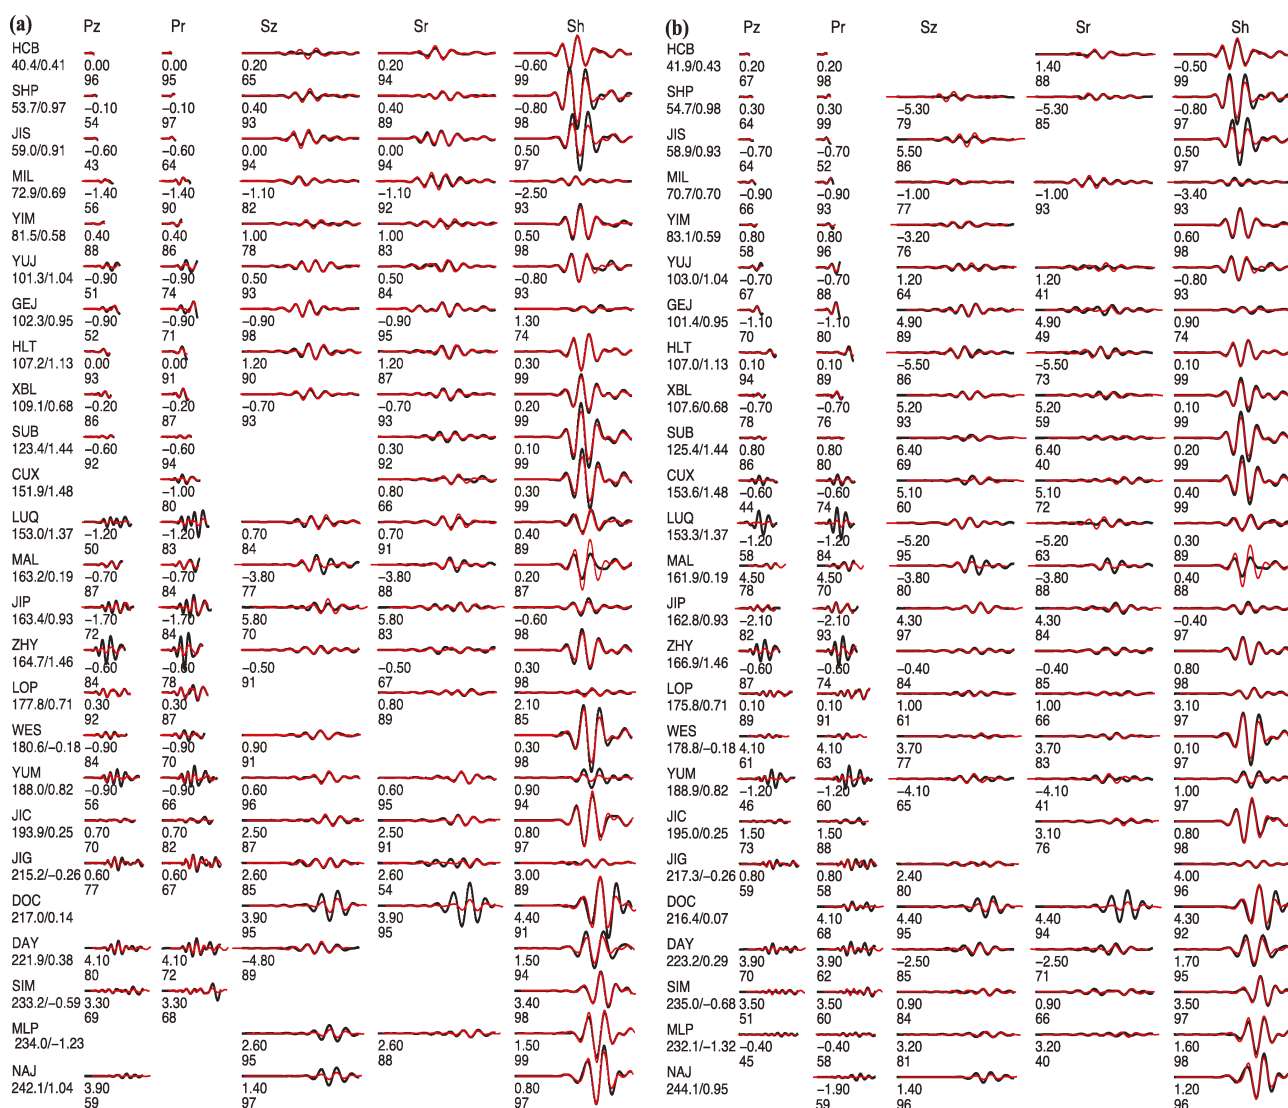 (a) Pz Pr Sz Sr Sh
HCB
40.4/0.41 0.00 0.00 0.20 0.20 −0.60
96 95 65 94 99
SHP
53.7/0.97 −0.10 −0.10 0.40 0.40 −0.80
54 97 93 89 98
JIS
59.0/0.91 −0.60 −0.60 0.00 0.00 0.50
43 64 94 94 97
MIL
72.9/0.69 −1.40 −1.40 −1.10 −1.10 −2.50
56 90 82 92 93
YIM
81.5/0.58 0.40 0.40 1.00 1.00 0.50
88 86 78 83 98
YUJ
101.3/1.04 −0.90 −0.90 0.50 0.50 −0.80
51 74 93 84 93
GEJ
102.3/0.95 −0.90 −0.90 −0.90 −0.90 1.30
52 71 98 95 74
HLT
107.2/1.13 0.00 0.00 1.20 1.20 0.30
93 91 90 87 99
XBL
109.1/0.68 −0.20 −0.20 −0.70 −0.70 0.20
86 87 93 93 99
SUB
123.4/1.44 −0.60 −0.60 0.30 0.10
92 94 92 99
CUX
151.9/1.48 −1.00 0.80 0.30
80 66 99
LUQ
153.0/1.37 −1.20 −1.20 0.70 0.70 0.40
50 83 84 91 89
MAL
163.2/0.19 −0.70 −0.70 −3.80 −3.80 0.20
87 84 77 88 87
JIP
163.4/0.93 −1.70 −1.70 5.80 5.80 −0.60
72 84 70 83 98
ZHY
164.7/1.46 −0.60 −0.60 −0.50 −0.50 0.30
84 78 91 67 98
LOP
177.8/0.71 0.30 0.30 0.80 2.10
92 87 89 85
WES
180.6/−0.18 −0.90 −0.90 0.90 0.30
84 70 91 98
YUM
188.0/0.82 −0.90 −0.90 0.60 0.60 0.90
56 66 96 95 94
JIC
193.9/0.25 0.70 0.70 2.50 2.50 0.80
70 82 87 91 97
JIG
215.2/−0.26 0.60 0.60 2.60 2.60 3.00
77 67 85 54 89
DOC
217.0/0.14 3.90 3.90 4.40
95 95 91
DAY
221.9/0.38 4.10 4.10 −4.80 1.50
80 72 89 94
SIM
233.2/−0.59 3.30 3.30 3.40
69 68 98
MLP
234.0/−1.23 2.60 2.60 1.50
95 88 99
NAJ
242.1/1.04 3.90 1.40 0.80
59 97 97
(b) Pz Pr Sz Sr Sh
HCB
41.9/0.43 0.20 0.20 1.40 −0.50
67 98 88 99
SHP
54.7/0.98 0.30 0.30 −5.30 −5.30 −0.80
64 99 79 85 97
JIS
58.9/0.93 −0.70 −0.70 5.50 0.50
64 52 86 97
MIL
70.7/0.70 −0.90 −0.90 −1.00 −1.00 −3.40
66 93 77 93 93
YIM
83.1/0.59 0.80 0.80 −3.20 0.60
58 96 76 98
YUJ
103.0/1.04 −0.70 −0.70 1.20 1.20 −0.80
67 88 64 41 93
GEJ
101.4/0.95 −1.10 −1.10 4.90 4.90 0.90
70 80 89 49 74
HLT
107.0/1.13 0.10 0.10 −5.50 −5.50 0.10
94 89 86 73 99
XBL
107.6/0.68 −0.70 −0.70 5.20 5.20 0.10
78 76 93 59 99
SUB
125.4/1.44 0.80 0.80 6.40 6.40 0.20
86 80 69 40 99
CUX
153.6/1.48 −0.60 −0.60 5.10 5.10 0.40
44 74 60 72 99
LUQ
153.3/1.37 −1.20 −1.20 −5.20 −5.20 0.30
58 84 95 63 89
MAL
161.9/0.19 4.50 4.50 −3.80 −3.80 0.40
78 70 80 88 88
JIP
162.8/0.93 −2.10 −2.10 4.30 4.30 −0.40
82 93 97 84 97
ZHY
166.9/1.46 −0.60 −0.60 −0.40 −0.40 0.80
87 74 84 85 98
LOP
175.8/0.71 0.10 0.10 1.00 1.00 3.10
89 91 61 66 97
WES
178.8/−0.18 4.10 4.10 3.70 3.70 0.10
61 63 77 83 97
YUM
188.9/0.82 −1.20 −1.20 −4.10 −4.10 1.00
46 60 65 41 97
JIC
195.0/0.25 1.50 1.50 3.10 0.80
73 88 76 98
JIG
217.3/−0.26 0.80 0.80 2.40 4.00
59 58 80 96
DOC
216.4/0.07 4.10 4.40 4.40 4.30
68 95 94 92
DAY
223.2/0.29 3.90 3.90 −2.50 −2.50 1.70
70 62 85 71 95
SIM
235.0/−0.68 3.50 3.50 0.90 0.90 3.50
51 60 84 66 97
MLP
232.1/−1.32 −0.40 −0.40 3.20 3.20 1.60
45 58 81 40 98
NAJ
244.1/0.95 −1.90 1.40 1.20
59 96 96